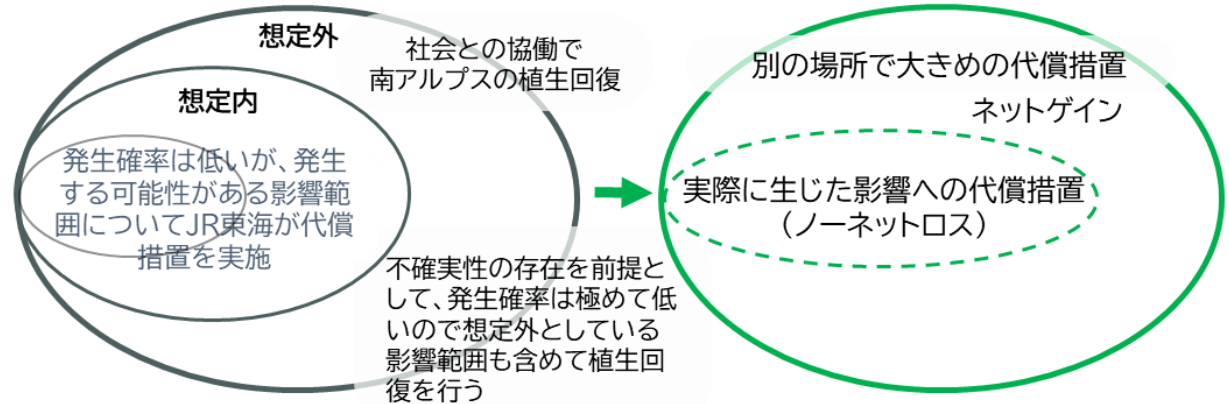 想定外
社会との協働で
南アルプスの植生回復
想定内
発生確率は低いが、発生
する可能性がある影響範
囲についてJR東海が代償
措置を実施
不確実性の存在を前提と
して、発生確率は極めて低
いので想定外としている
影響範囲も含めて植生回
復を行う
別の場所で大きめの代償措置
ネットゲイン
実際に生じた影響への代償措置
（ノーネットロス）